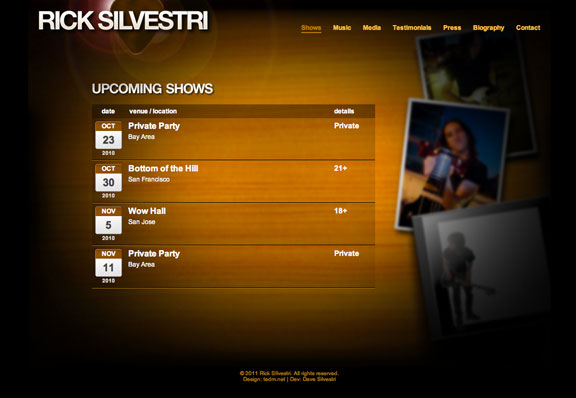 RICK SILVESTRI
Shows Music Media Testimonials Press Biography Contact
UPCOMING SHOWS
date venue / location details
OCT 23 2010 Private Party Private
Bay Area
OCT 30 2010 Bottom of the Hill 21+
San Francisco
NOV 5 2010 Wow Hall 18+
San Jose
NOV 11 2010 Private Party Private
Bay Area
© 2011 Rick Silvestri. All rights reserved.
Design: tedm.net | Dev: Dave Silvestri